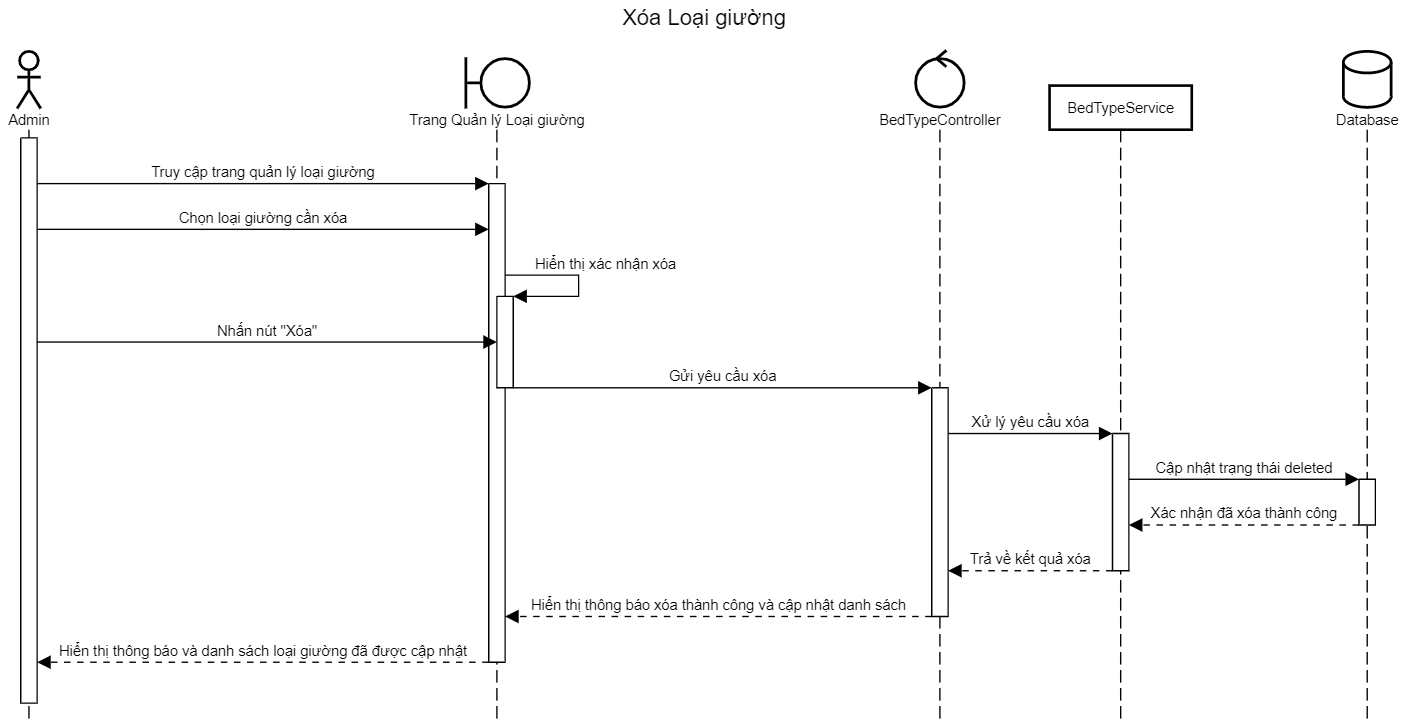 Xóa Loại giường
Admin
Trang Quản lý Loại giường
BedTypeController
BedTypeService
Database
Truy cập trang quản lý loại giường
Chọn loại giường cần xóa
Hiển thị xác nhận xóa
Nhấn nút "Xóa"
Gửi yêu cầu xóa
Xử lý yêu cầu xóa
Cập nhật trạng thái deleted
Xác nhận đã xóa thành công
Trả về kết quả xóa
Hiển thị thông báo xóa thành công và cập nhật danh sách
Hiển thị thông báo và danh sách loại giường đã được cập nhật